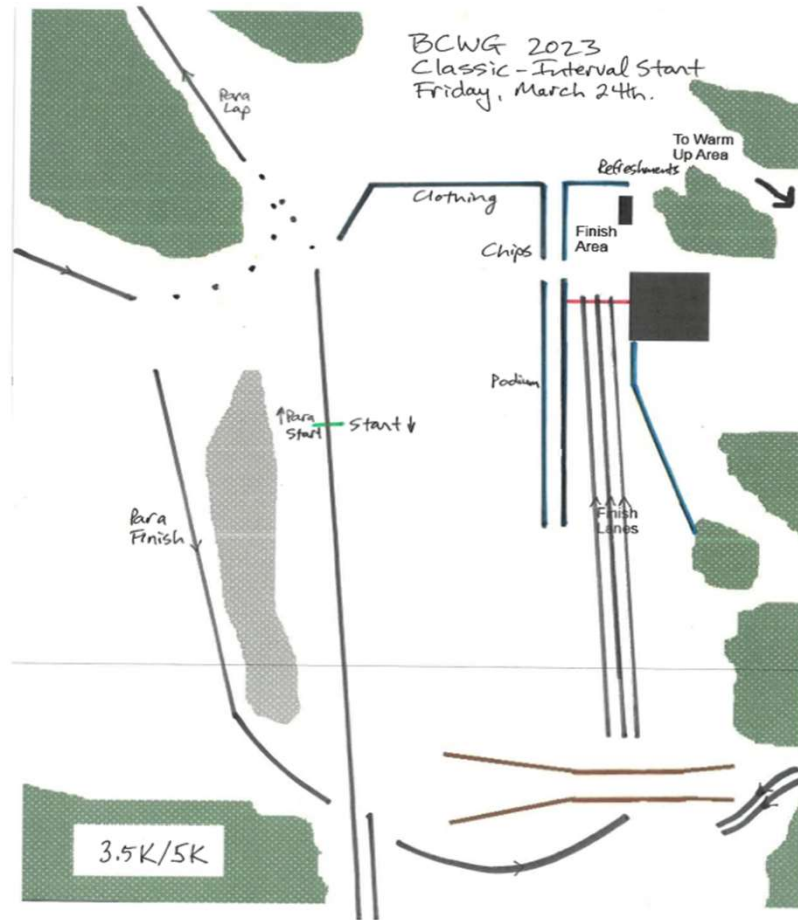 BCWG 2023
Classic-Interval Start
Friday, March 24th.
Para
Lap
To Warm
Up Area
Refreshments
Clothing
Chips
Finish
Area
Podium
↑Para
Start
Start↓
Para
Finish
Finish
Lanes
3.5K/5K